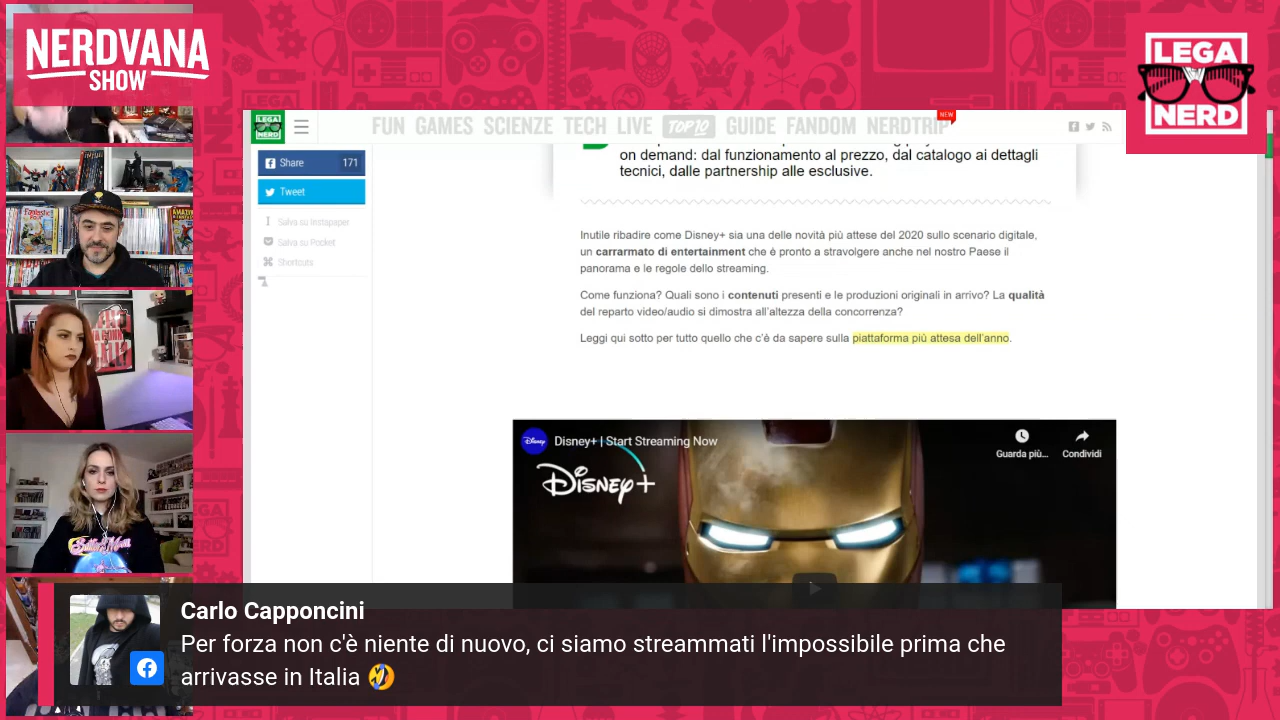 NERDVANA
SHOW
LEGA
NERD
LEGA
NERD
FUN GAMES SCIENZE TECH LIVE TOP10 GUIDE FANDOM NERDTRIP
NEW
Share 171
Tweet
Salva su Instapaper
Salva su Pocket
Shortcuts
on demand: dal funzionamento al prezzo, dal catalogo ai dettagli
tecnici, dalle partnership alle esclusive.
Inutile ribadire come Disney+ sia una delle novità più attese del 2020 sullo scenario digitale,
un carrarmato di entertainment che è pronto a stravolgere anche nel nostro Paese il
panorama e le regole dello streaming.
Come funziona? Quali sono i contenuti presenti e le produzioni originali in arrivo? La qualità
del reparto video/audio si dimostra all'altezza della concorrenza?
Leggi qui sotto per tutto quello che c'è da sapere sulla piattaforma più attesa dell'anno.
Disney+ | Start Streaming Now
Guarda più...
Condividi
Disney+
Sailor Moon
Carlo Capponcini
Per forza non c'è niente di nuovo, ci siamo streammati l'impossibile prima che
arrivasse in Italia 🤣